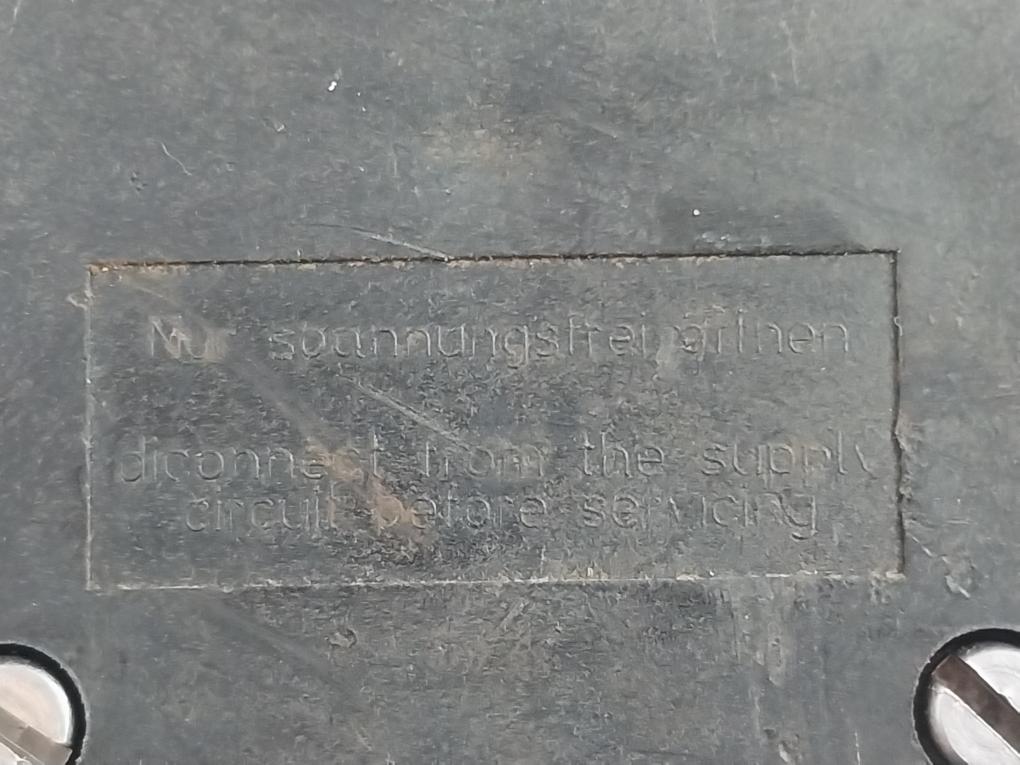 Nur spannungsfrei öffnen
diconnect from the supply
circuit before servicing